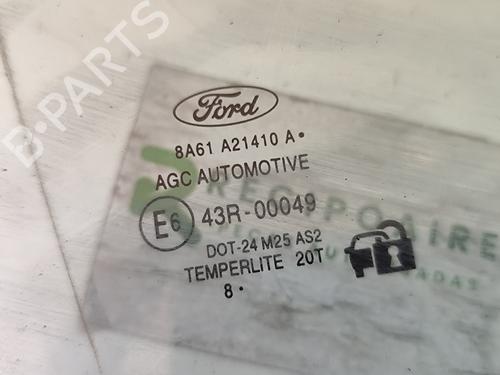 B-PARTS
Ford
8A61 A21410 A•
AGC AUTOMOTIVE
E6 43R-00049
DOT-24 M25 AS2
TEMPERLITE 20T
8 •